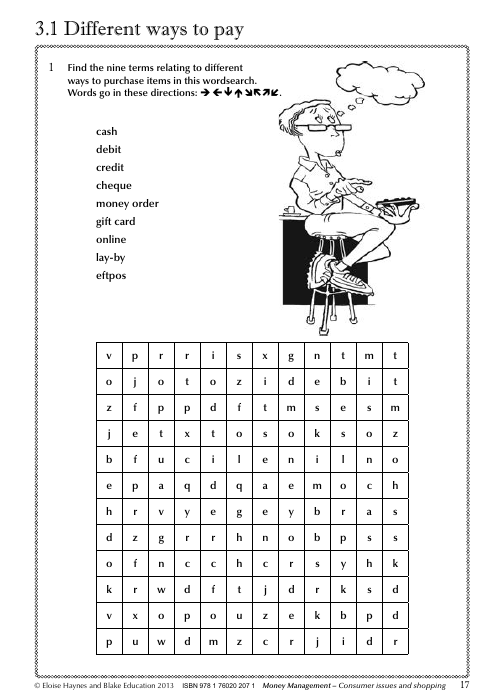 3.1 Different ways to pay
1 Find the nine terms relating to different
ways to purchase items in this wordsearch.
Words go in these directions: → ← ↓ ↑ ↘ ↖ ↗ ↙.
cash
debit
credit
cheque
money order
gift card
online
lay-by
eftpos
v p r r i s x g n t m t
o j o t o z i d e b i t
z f p p d f t m s e s m
j e t x t o s o k s o z
b f u c i l e n i l n o
e p a q d q a e m o c h
h r v y e g e y b r a s
d z g r r h n o b p s s
o f n c c h c r s y h k
k r w d f t j d r k s d
v x o p o u z e k b p d
p u w d m z c r j i d r
© Eloise Haynes and Blake Education 2013 ISBN 978 1 76020 207 1 Money Management – Consumer issues and shopping 17